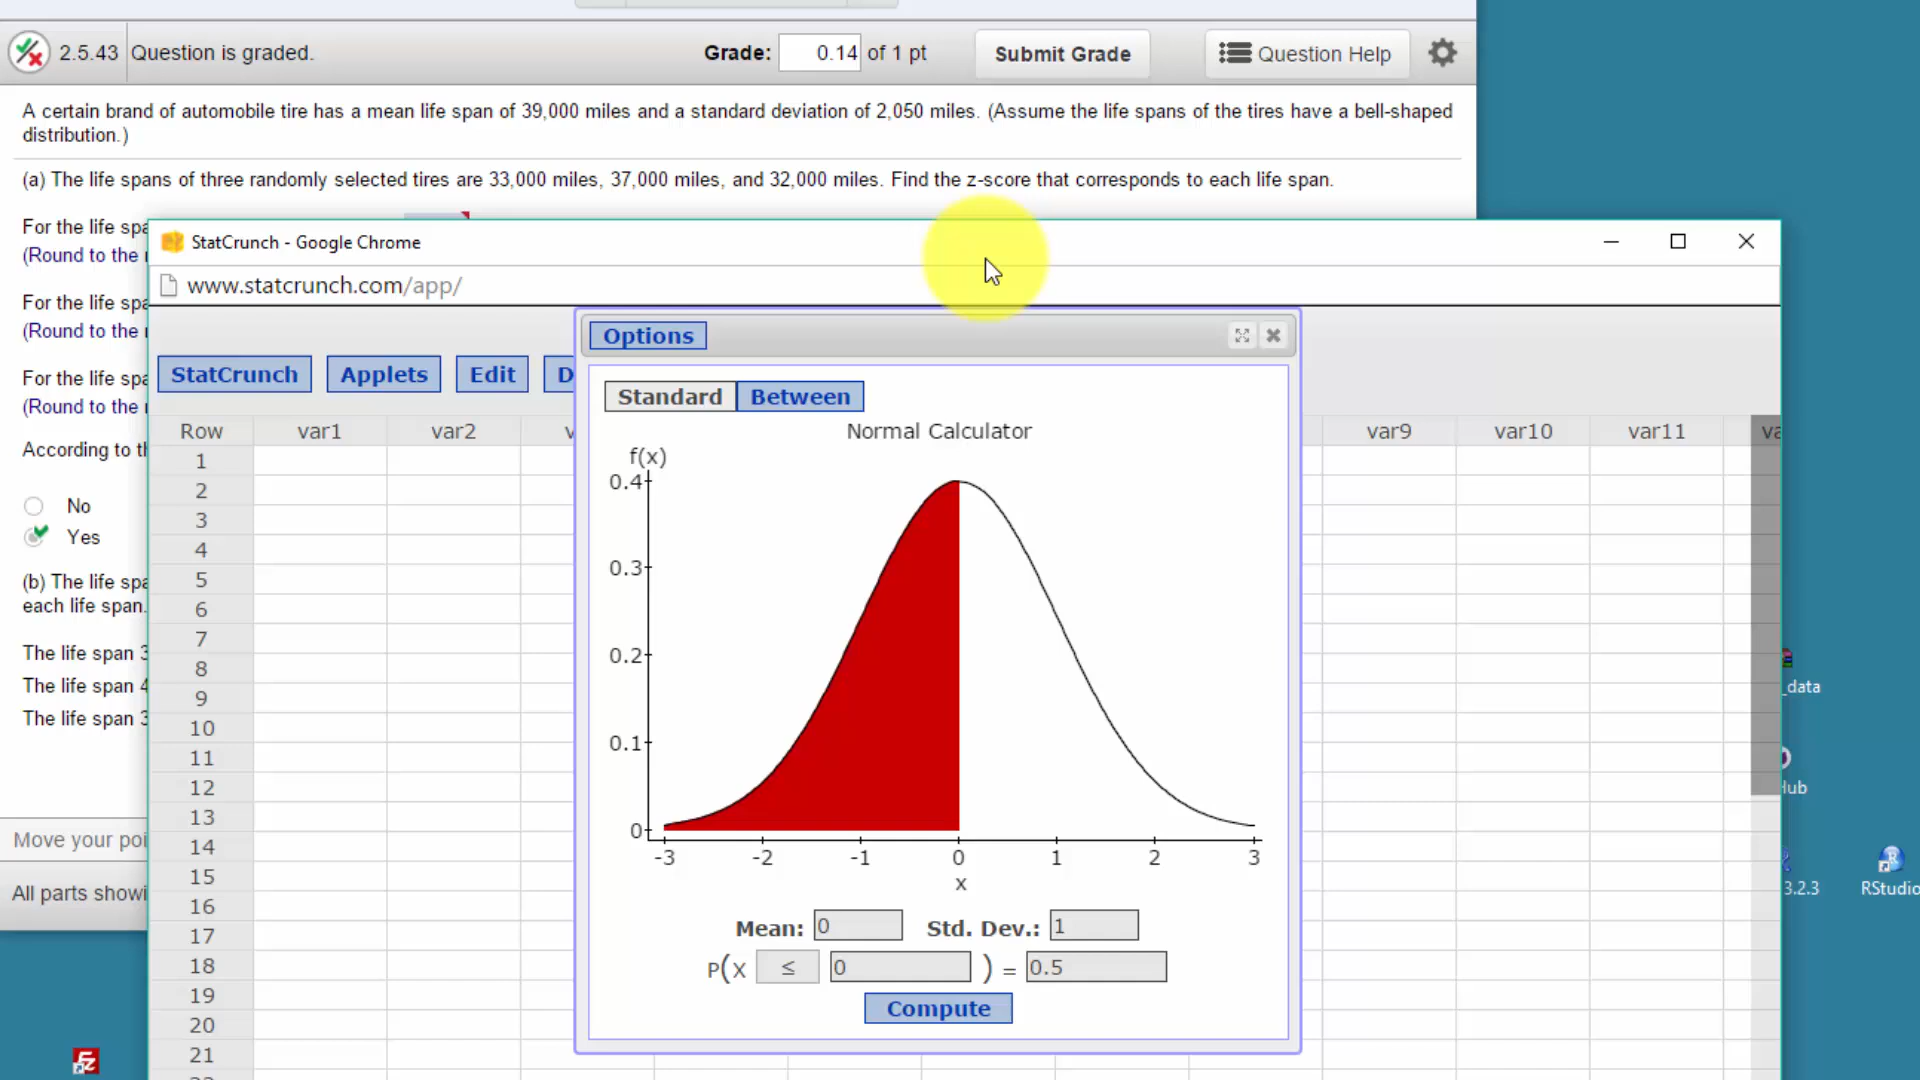 2.5.43 Question is graded. Grade: 0.14 of 1 pt Submit Grade Question Help
A certain brand of automobile tire has a mean life span of 39,000 miles and a standard deviation of 2,050 miles. (Assume the life spans of the tires have a bell-shaped
distribution.)
(a) The life spans of three randomly selected tires are 33,000 miles, 37,000 miles, and 32,000 miles. Find the z-score that corresponds to each life span.
For the life spa
(Round to the
For the life spa
(Round to the
For the life spa
(Round to the
According to th
No
Yes
(b) The life spa
each life span.
The life span 3
The life span 4
The life span 3
Move your poi
All parts showi
StatCrunch - Google Chrome
www.statcrunch.com/app/
StatCrunch Applets Edit D
Row var1 var2 v var9 var10 var11 va
1
2
3
4
5
6
7
8
9
10
11
12
13
14
15
16
17
18
19
20
21
Options
Standard Between
Normal Calculator
f(x)
0.4
0.3
0.2
0.1
0
-3 -2 -1 0 1 2 3
x
Mean: 0 Std. Dev.: 1
P(X ≤ 0 ) = 0.5
Compute
_data
Hub
3.2.3
RStudio
Fz